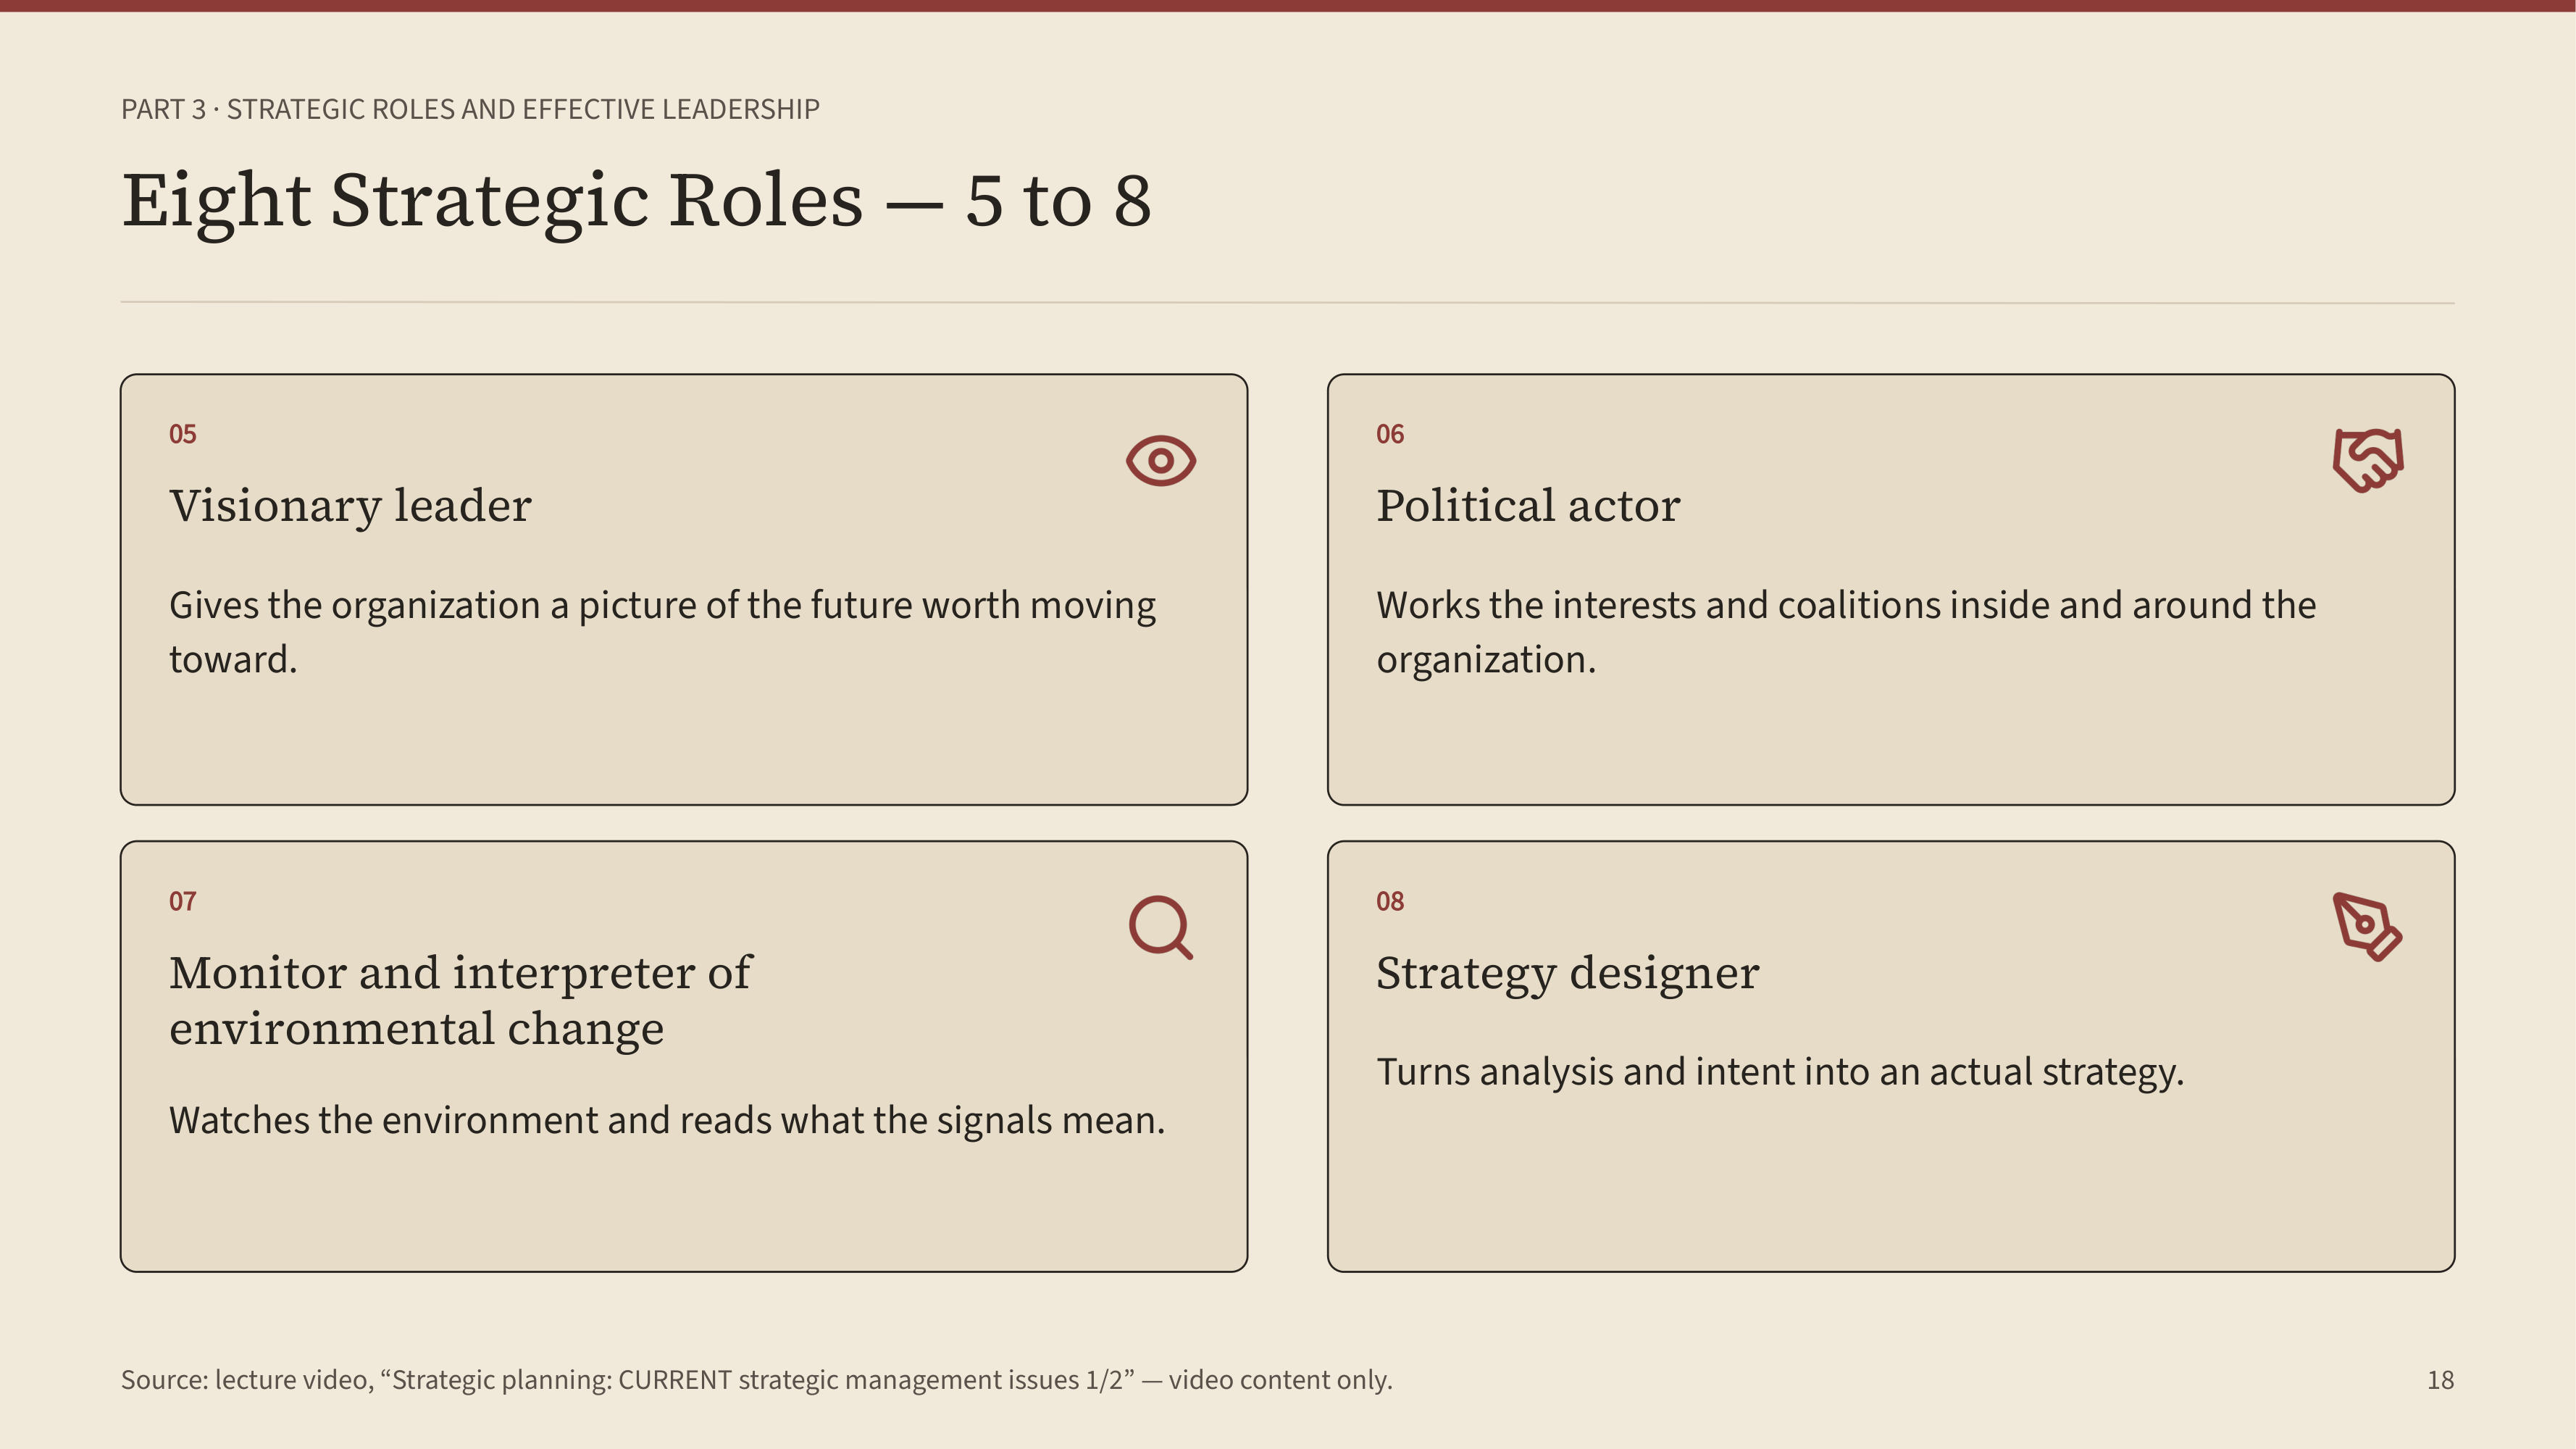 PART 3 · STRATEGIC ROLES AND EFFECTIVE LEADERSHIP
Eight Strategic Roles — 5 to 8
05
Visionary leader
Gives the organization a picture of the future worth moving
toward.
06
Political actor
Works the interests and coalitions inside and around the
organization.
07
Monitor and interpreter of
environmental change
Watches the environment and reads what the signals mean.
08
Strategy designer
Turns analysis and intent into an actual strategy.
Source: lecture video, “Strategic planning: CURRENT strategic management issues 1/2” — video content only.
18